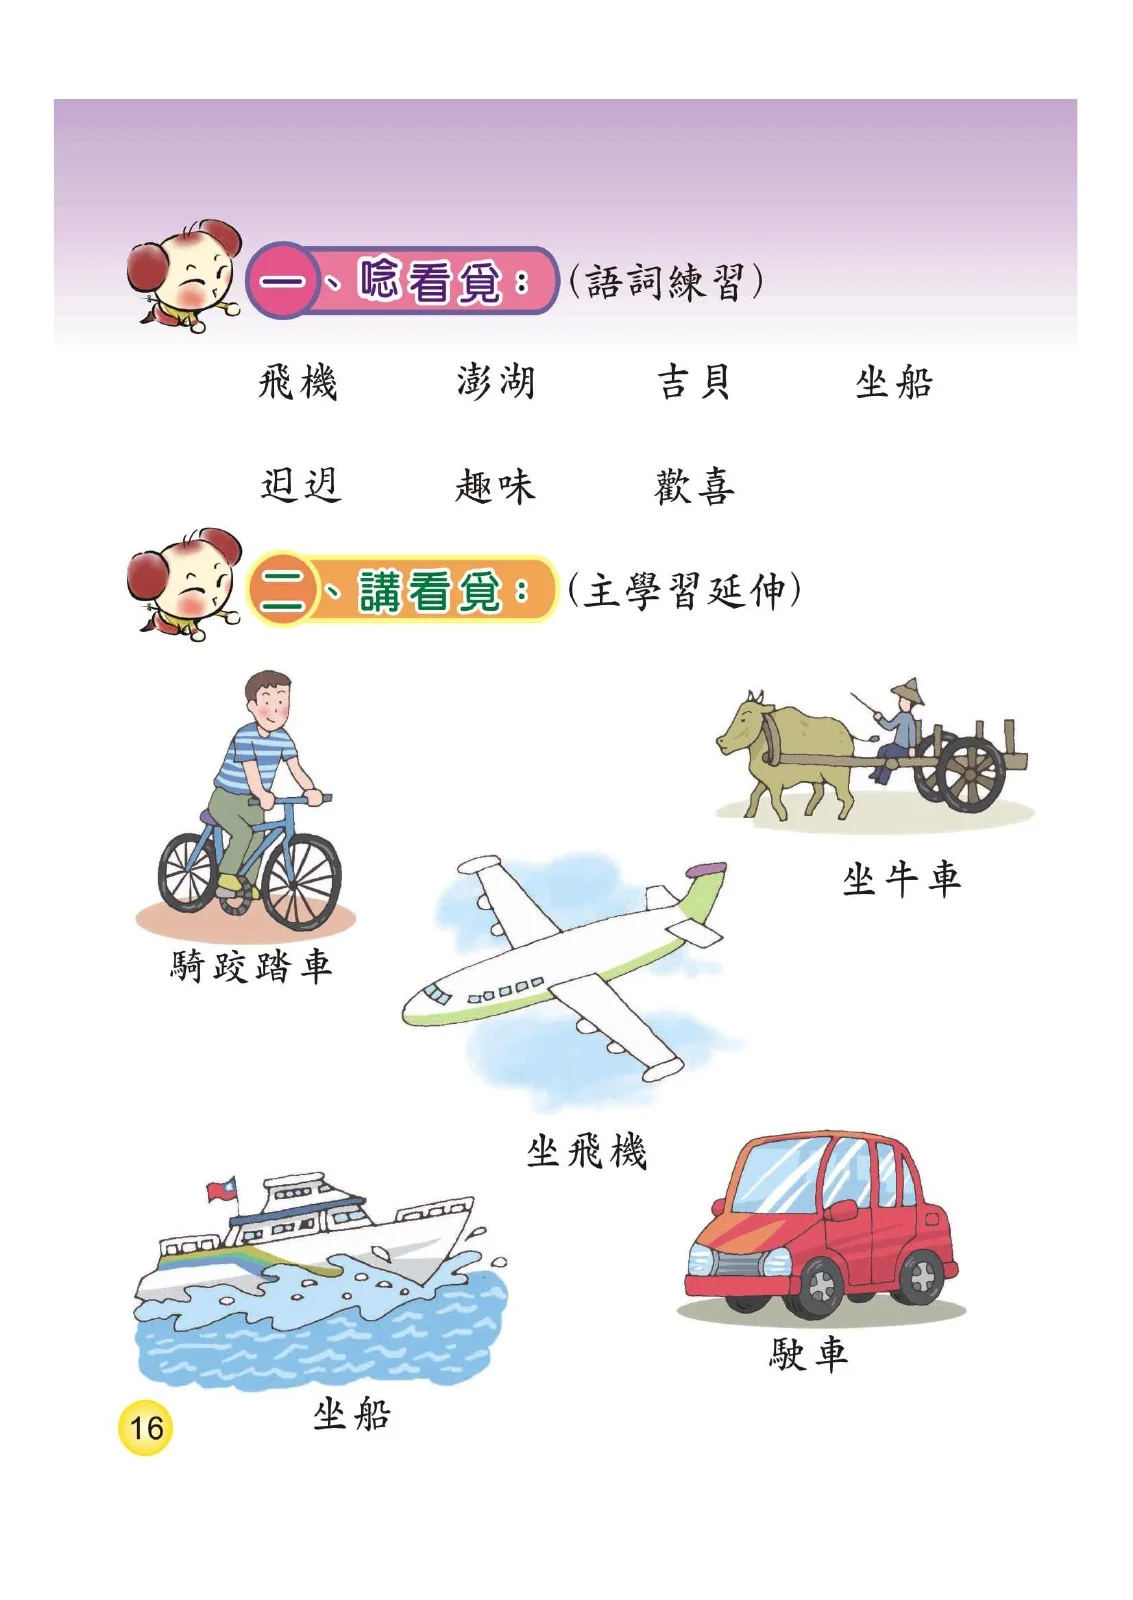 一、唸看覓：（語詞練習）
飛機 澎湖 吉貝 坐船
迌 趣味 歡喜
二、講看覓：（主學習延伸）
坐牛車
騎跤踏車
坐飛機
駛車
坐船
16